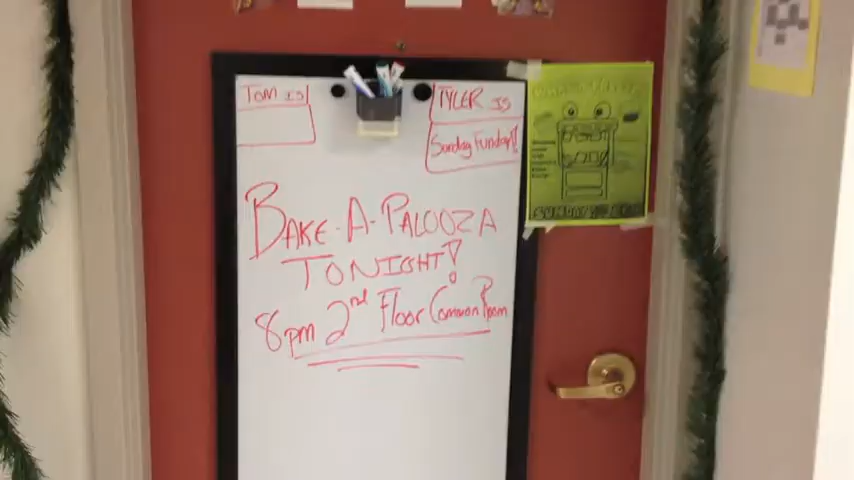 TOM IS
TYLER IS
Sunday Funday!!
BAKE-A-PALOOZA
TONIGHT!
8pm 2nd Floor Common Room